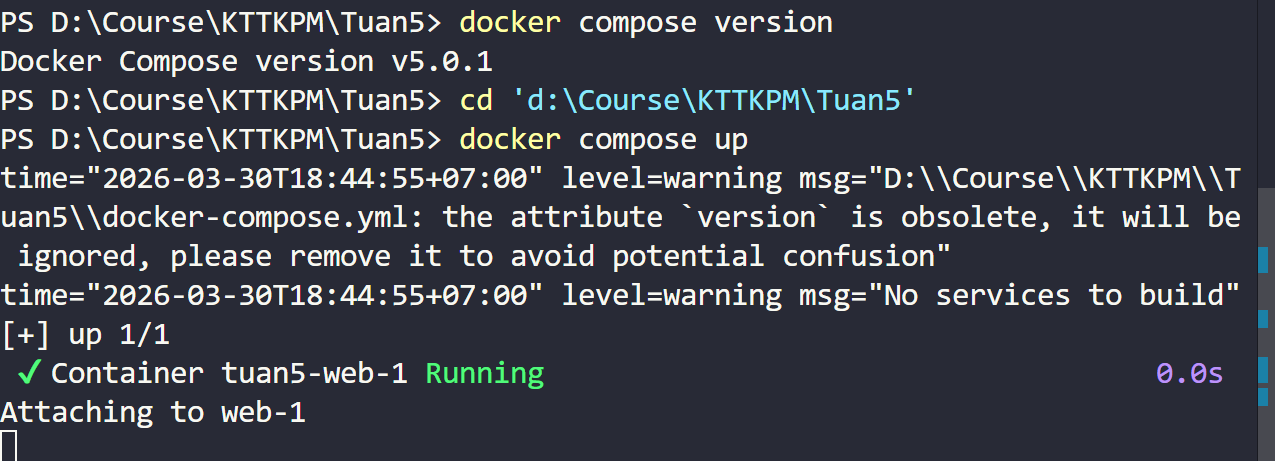 PS D:\Course\KTTKPM\Tuan5> docker compose version
Docker Compose version v5.0.1
PS D:\Course\KTTKPM\Tuan5> cd 'd:\Course\KTTKPM\Tuan5'
PS D:\Course\KTTKPM\Tuan5> docker compose up
time="2026-03-30T18:44:55+07:00" level=warning msg="D:\\Course\\KTTKPM\\T
uan5\\docker-compose.yml: the attribute `version` is obsolete, it will be
 ignored, please remove it to avoid potential confusion"
time="2026-03-30T18:44:55+07:00" level=warning msg="No services to build"
[+] up 1/1
 ✔ Container tuan5-web-1 Running 0.0s
Attaching to web-1